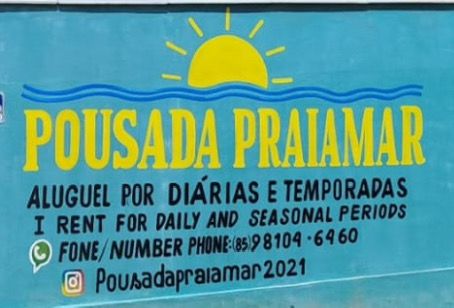 POUSADA PRAIAMAR
ALUGUEL POR DIÁRIAS E TEMPORADAS
I RENT FOR DAILY AND SEASONAL PERIODS
FONE/NUMBER PHONE:(85)98104-6460
Pousadapraiamar2021